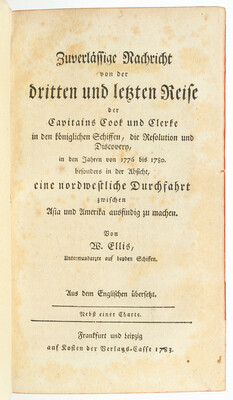 Zuverlässige Nachricht
von der
dritten und letzten Reise
der
Capitains Cook und Clerke
in den königlichen Schiffen, die Resolution und
Discovery,
in den Jahren von 1776 bis 1780.
besonders in der Absicht,
eine nordwestliche Durchfahrt
zwischen
Asia und Amerika ausfindig zu machen.
Von
W. Ellis,
Unterwundarzte auf beyden Schiffen.
Aus dem Englischen übersetzt.
Nebst einer Charte.
Frankfurt und Leipzig
auf Kosten der Verlags-Casse 1783.